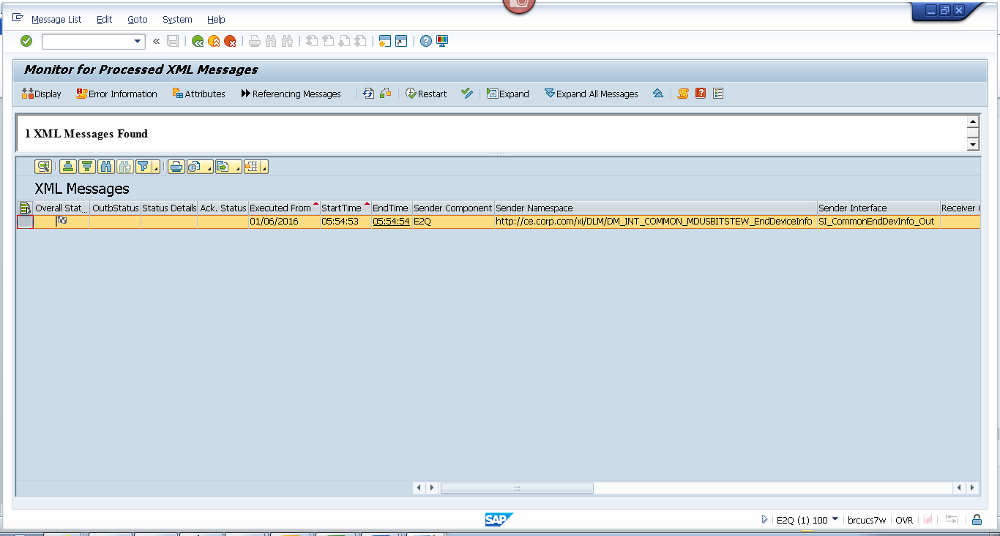 Message List Edit Goto System Help
Monitor for Processed XML Messages
Display Error Information Attributes Referencing Messages Restart Expand Expand All Messages
1 XML Messages Found
XML Messages
Overall Stat... OutbStatus Status Details Ack. Status Executed From StartTime EndTime Sender Component Sender Namespace Sender Interface Receiver
01/06/2016 05:54:53 05:54:54 E2Q http://ce.corp.com/xi/DLM/DM_INT_COMMON_MDUSBITSTEW_EndDeviceInfo SI_CommonEndDevInfo_Out
SAP E2Q (1) 100 brcucs7w OVR